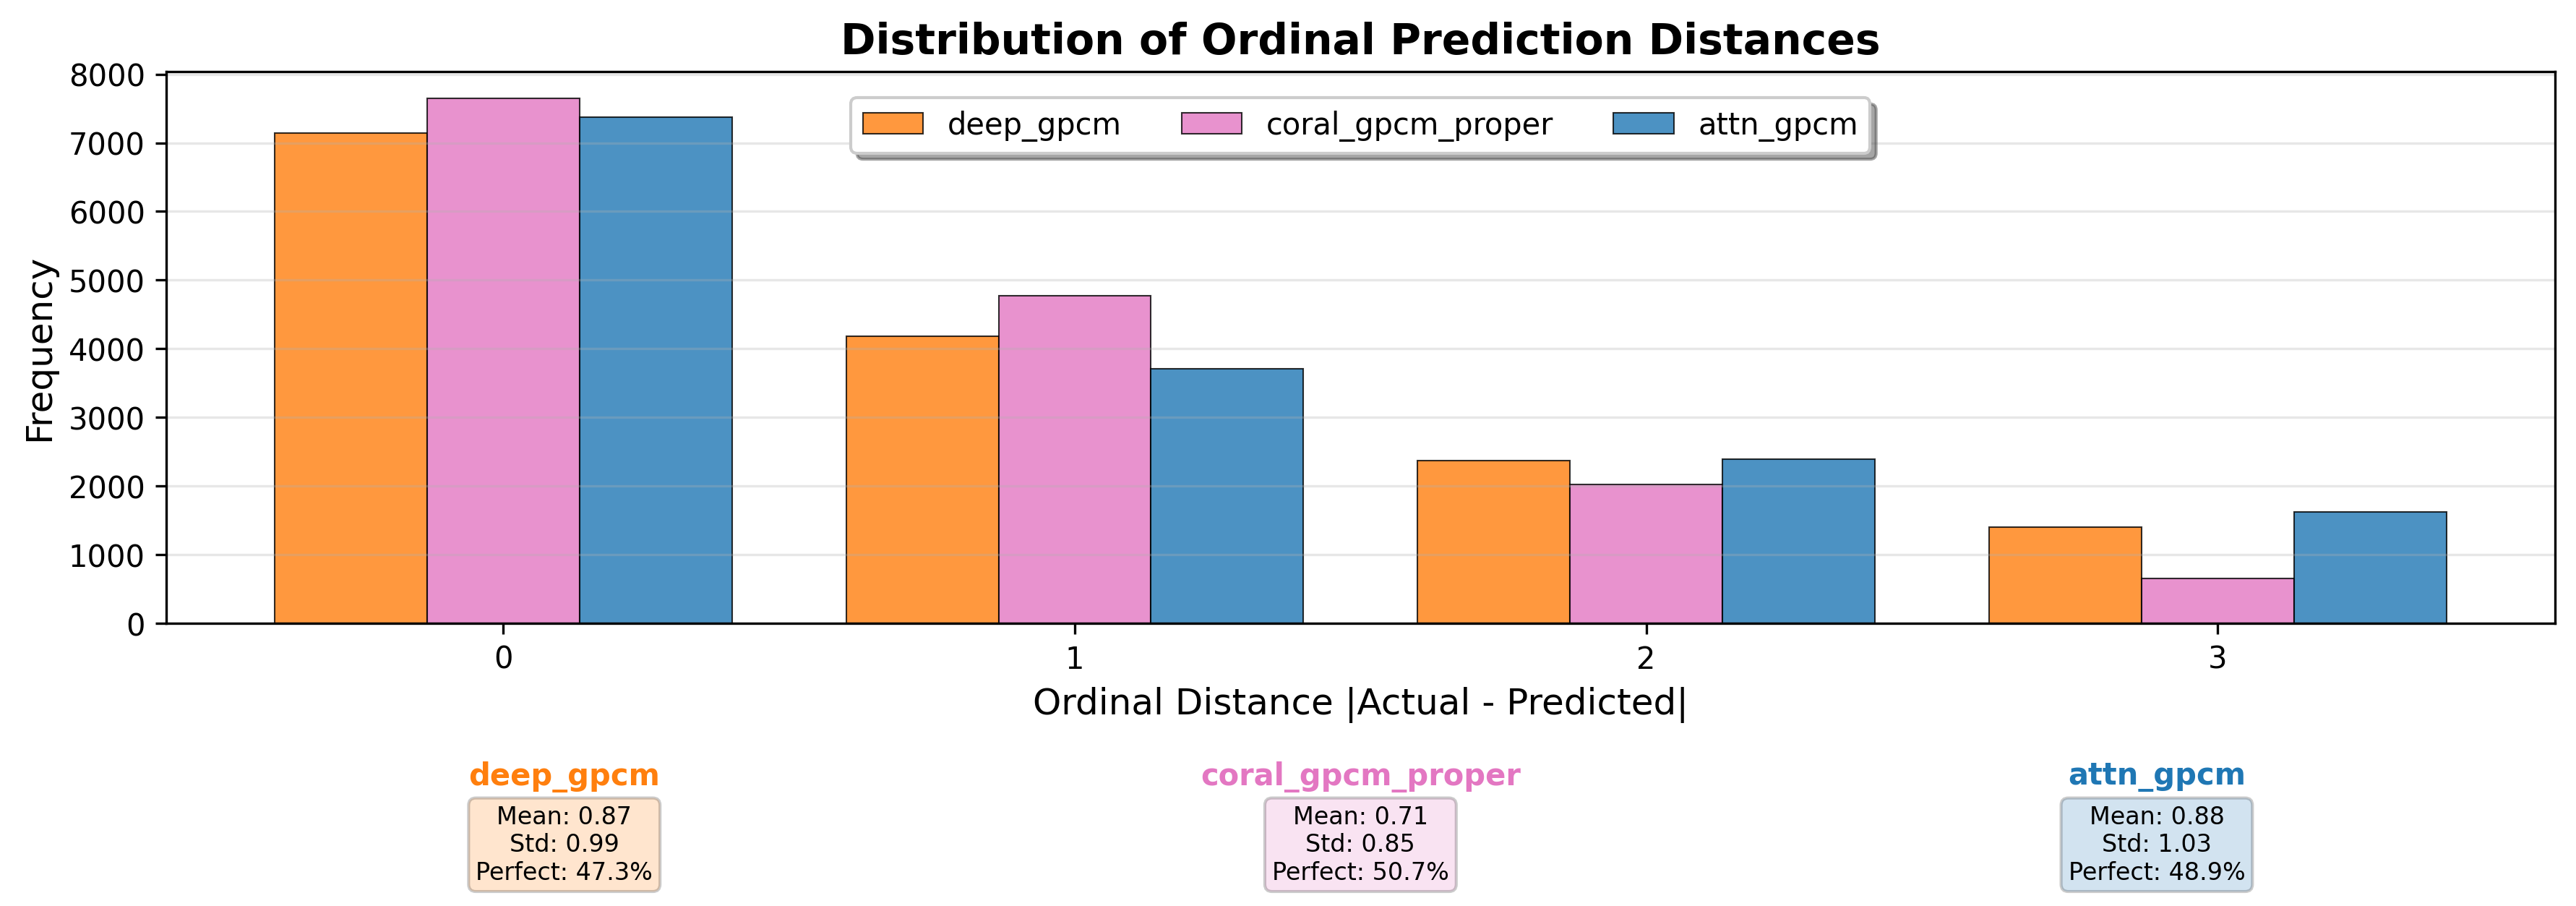 Distribution of Ordinal Prediction Distances
deep_gpcm coral_gpcm_proper attn_gpcm
Frequency
8000
7000
6000
5000
4000
3000
2000
1000
0
0 1 2 3
Ordinal Distance |Actual - Predicted|
deep_gpcm
Mean: 0.87
Std: 0.99
Perfect: 47.3%
coral_gpcm_proper
Mean: 0.71
Std: 0.85
Perfect: 50.7%
attn_gpcm
Mean: 0.88
Std: 1.03
Perfect: 48.9%